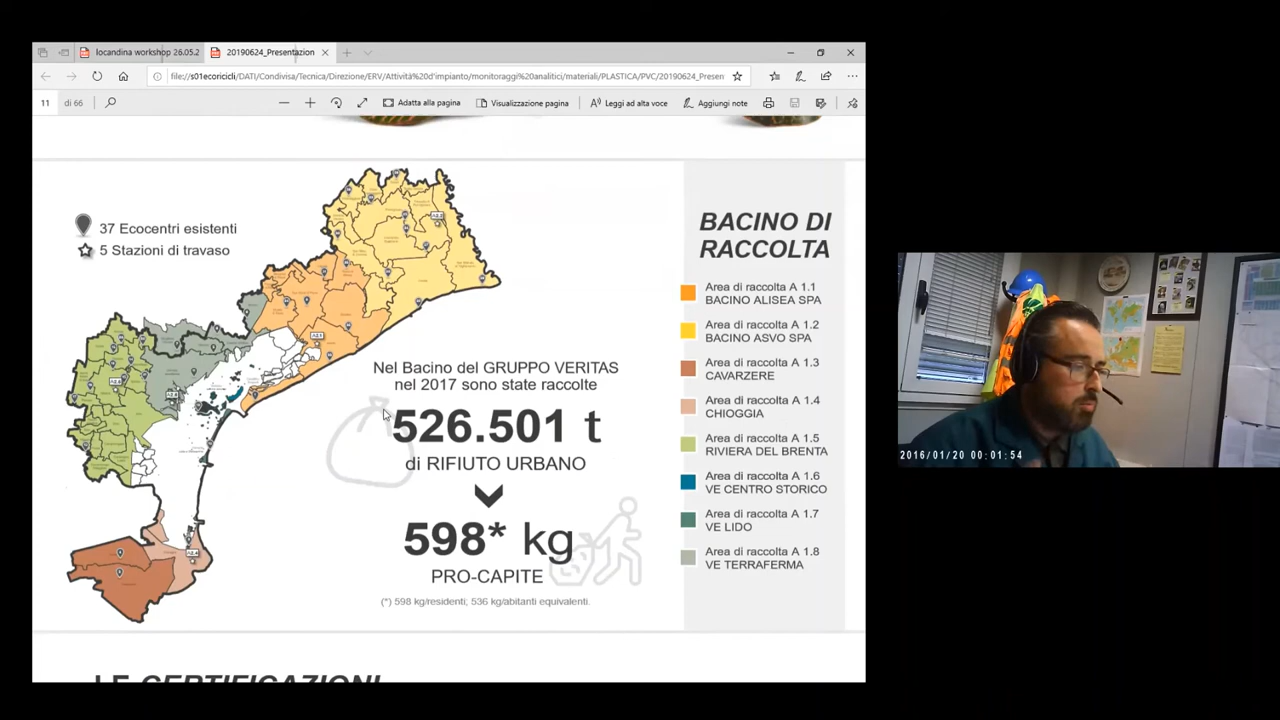 locandina workshop 26.05.2
20190624_Presentazion
file://s01ecoricicli/DATI/Condivisa/Tecnica/Direzione/ERV/Attività%20d'impianto/monitoraggi%20analitici/materiali/PLASTICA/PVC/20190624_Presen
11 di 66
Adatta alla pagina
Visualizzazione pagina
Leggi ad alta voce
Aggiungi note
37 Ecocentri esistenti
5 Stazioni di travaso
Nel Bacino del GRUPPO VERITAS
nel 2017 sono state raccolte
526.501 t
di RIFIUTO URBANO
598* kg
PRO-CAPITE
(*) 598 kg/residenti; 536 kg/abitanti equivalenti.
BACINO DI
RACCOLTA
Area di raccolta A 1.1
BACINO ALISEA SPA
Area di raccolta A 1.2
BACINO ASVO SPA
Area di raccolta A 1.3
CAVARZERE
Area di raccolta A 1.4
CHIOGGIA
Area di raccolta A 1.5
RIVIERA DEL BRENTA
Area di raccolta A 1.6
VE CENTRO STORICO
Area di raccolta A 1.7
VE LIDO
Area di raccolta A 1.8
VE TERRAFERMA
LE CERTIFICAZIONI
2016/01/20 00:01:54